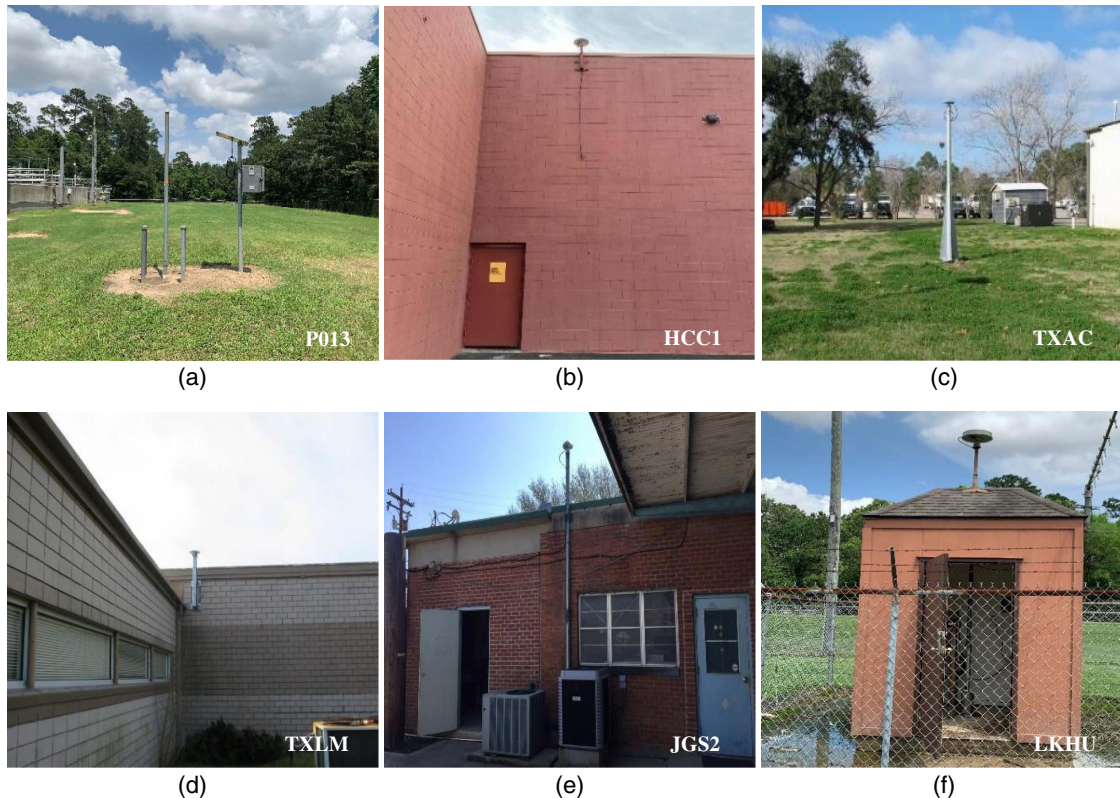 P013
HCC1
TXAC
(a)
(b)
(c)
TXLM
JGS2
LKHU
(d)
(e)
(f)